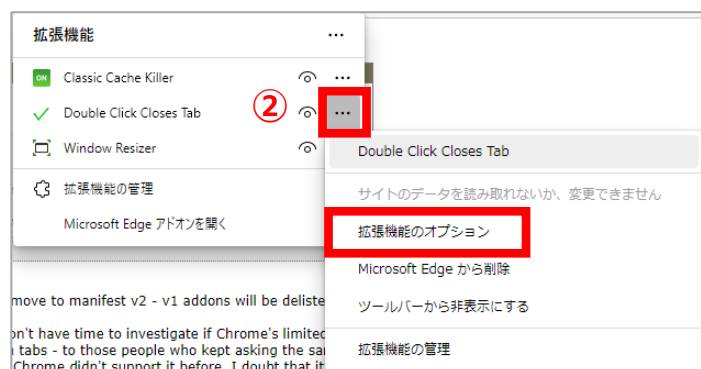 拡張機能
...
ON Classic Cache Killer ...
② Double Click Closes Tab ...
Window Resizer
拡張機能の管理
Microsoft Edge アドオンを開く
Double Click Closes Tab
サイトのデータを読み取れないか、変更できません
拡張機能のオプション
Microsoft Edge から削除
ツールバーから非表示にする
拡張機能の管理
move to manifest v2 - v1 addons will be deliste
on't have time to investigate if Chrome's limited
tabs - to those people who kept asking the sa
Chrome didn't support it before, I doubt that it